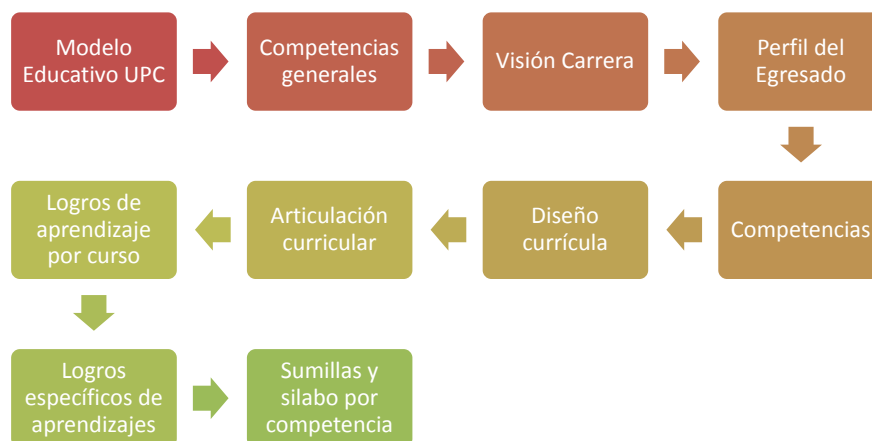 Modelo
Educativo UPC
Competencias
generales
Visión Carrera
Perfil del
Egresado
Competencias
Diseño
currícula
Articulación
curricular
Logros de
aprendizaje
por curso
Logros
específicos de
aprendizajes
Sumillas y
silabo por
competencia